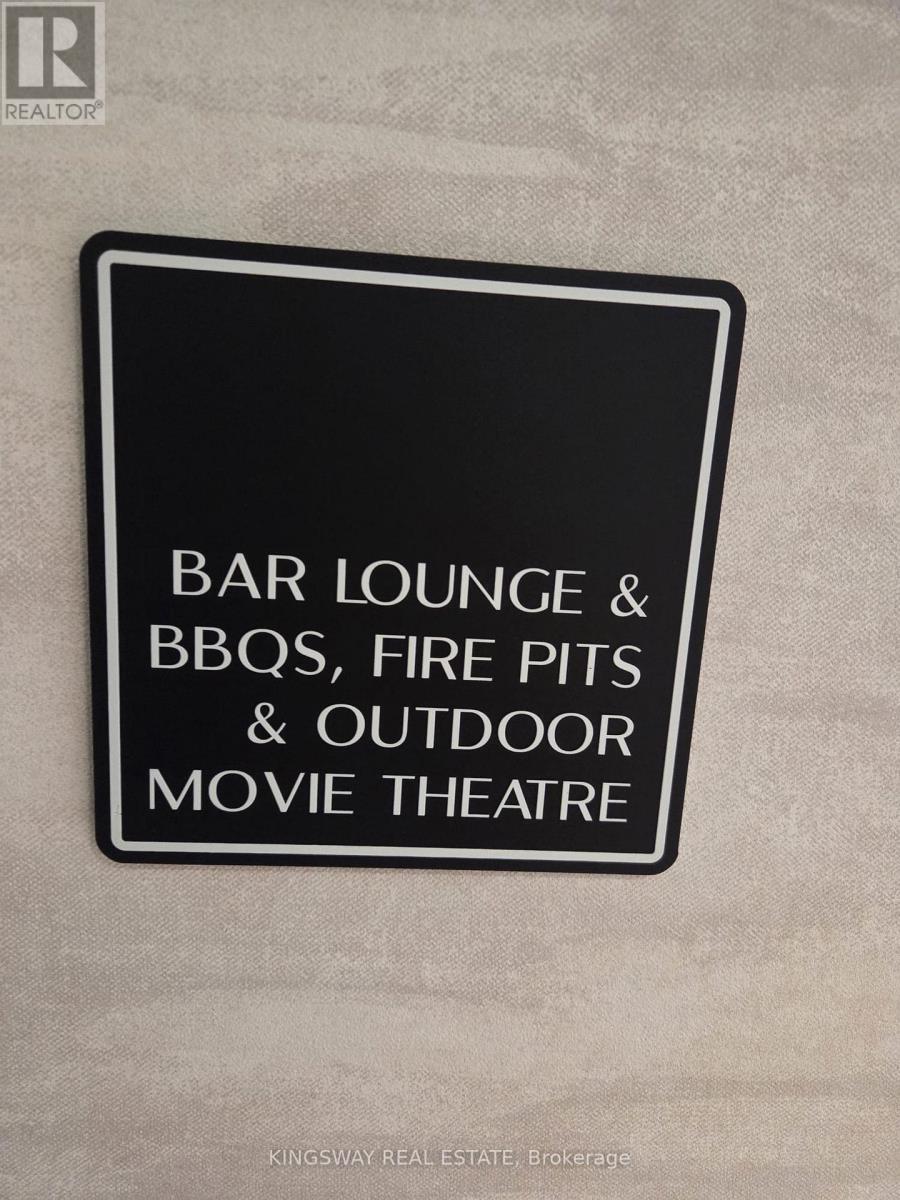 R
REALTOR®
BAR LOUNGE &
BBQS, FIRE PITS
& OUTDOOR
MOVIE THEATRE
KINGSWAY REAL ESTATE, Brokerage